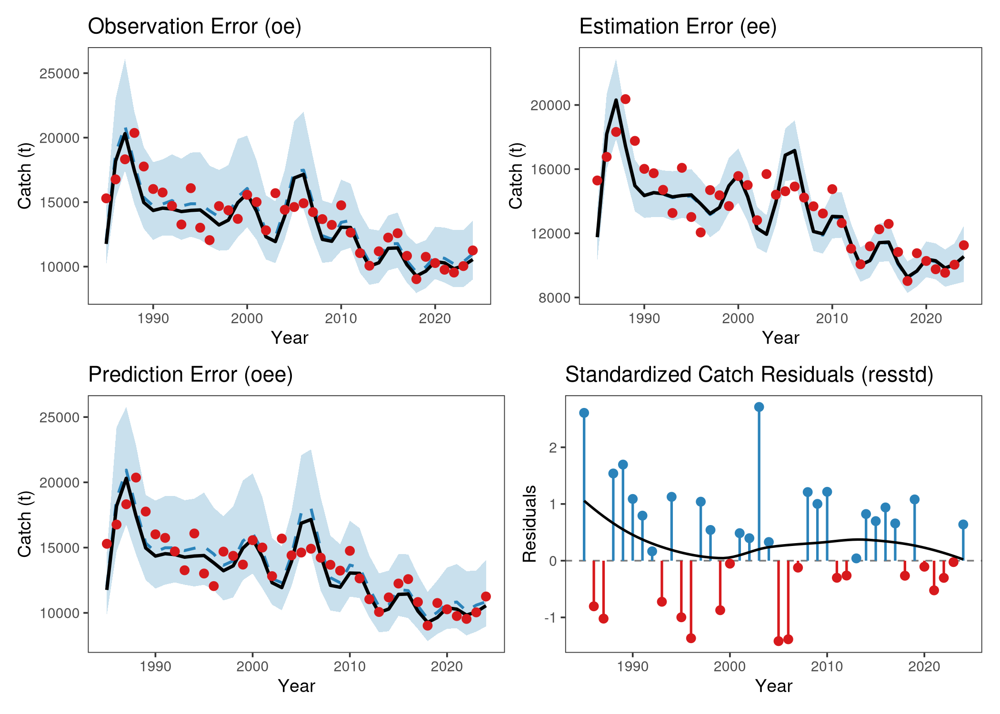 Observation Error (oe)
Catch (t)
25000
20000
15000
10000
1990 2000 2010 2020
Year
Estimation Error (ee)
Catch (t)
20000
16000
12000
8000
1990 2000 2010 2020
Year
Prediction Error (oee)
Catch (t)
25000
20000
15000
10000
1990 2000 2010 2020
Year
Standardized Catch Residuals (resstd)
Residuals
2
1
0
-1
1990 2000 2010 2020
Year